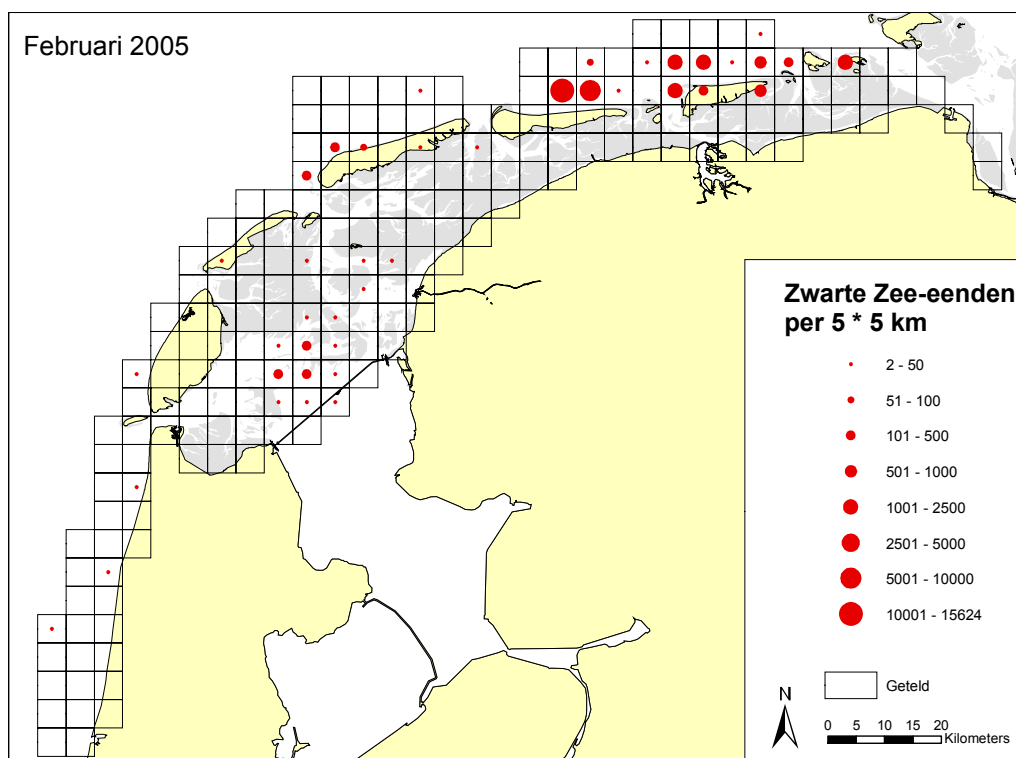 Februari 2005
Zwarte Zee-eenden
per 5 * 5 km
2 - 50
51 - 100
101 - 500
501 - 1000
1001 - 2500
2501 - 5000
5001 - 10000
10001 - 15624
Geteld
N
0 5 10 15 20
Kilometers